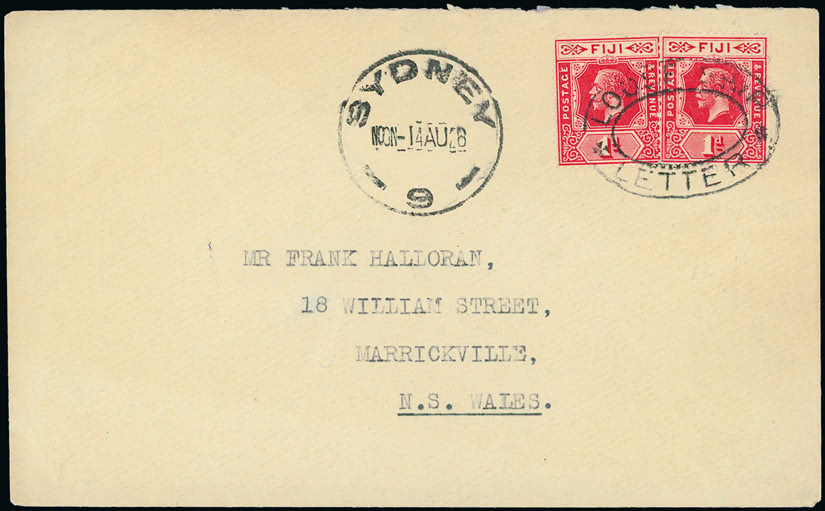 FIJI FIJI
POSTAGE & REVENUE POSTAGE & REVENUE
1D 1D
LETTER
SYDNEY
NOON-14AU26
9
MR FRANK HALLORAN,
18 WILLIAM STREET,
MARRICKVILLE,
N.S. WALES.